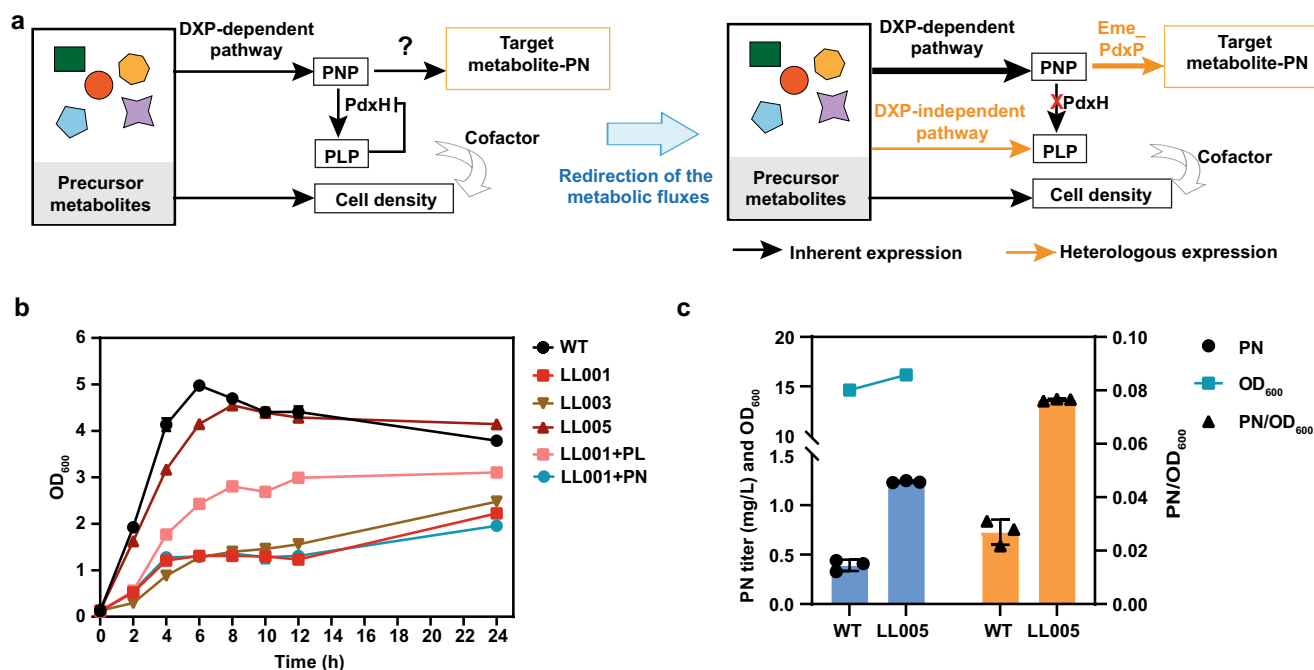 a
DXP-dependent
pathway
?
Target
metabolite-PN
PNP
PdxH
PLP
Cofactor
Precursor
metabolites
Cell density
Redirection of the
metabolic fluxes
DXP-dependent
pathway
Eme_
PdxP
Target
metabolite-PN
PNP
X
PdxH
DXP-independent
pathway
PLP
Cofactor
Precursor
metabolites
Cell density
Inherent expression
Heterologous expression
b
OD600
6
5
4
3
2
1
0
0 2 4 6 8 10 12 14 16 18 20 22 24
Time (h)
WT
LL001
LL003
LL005
LL001+PL
LL001+PN
c
PN titer (mg/L) and OD600
20
15
10
1.5
1.0
0.5
0.0
WT LL005 WT LL005
0.10
0.08
0.06
0.04
0.02
0.00
PN/OD600
PN
OD600
PN/OD600